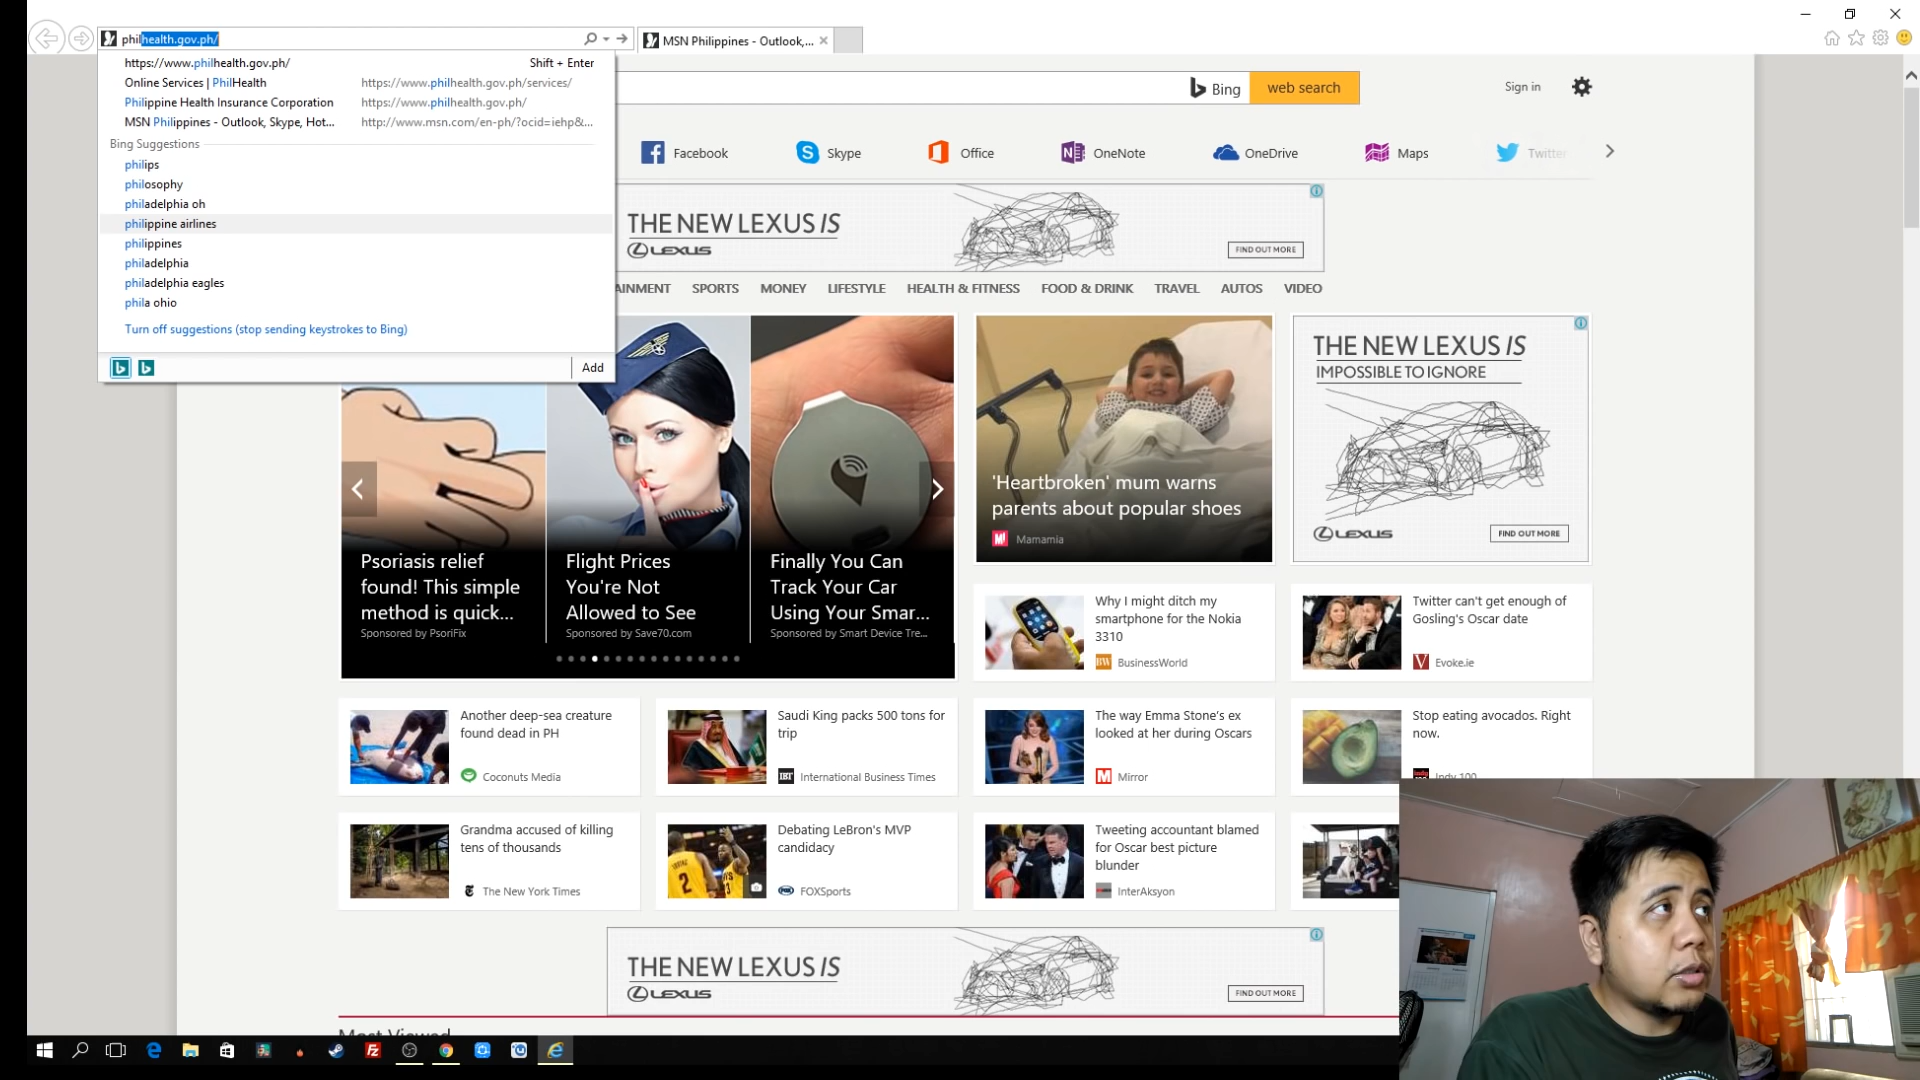 philhealth.gov.ph/
MSN Philippines - Outlook,...
https://www.philhealth.gov.ph/ Shift + Enter
Online Services | PhilHealth https://www.philhealth.gov.ph/services/
Philippine Health Insurance Corporation https://www.philhealth.gov.ph/
MSN Philippines - Outlook, Skype, Hot... http://www.msn.com/en-ph/?ocid=iehp&...
Bing Suggestions
philips
philosophy
philadelphia oh
philippine airlines
philippines
philadelphia
philadelphia eagles
phila ohio
Turn off suggestions (stop sending keystrokes to Bing)
Add
Bing
web search
Sign in
Facebook
Skype
Office
OneNote
OneDrive
Maps
Twitter
THE NEW LEXUS IS
LEXUS
FIND OUT MORE
AINMENT SPORTS MONEY LIFESTYLE HEALTH & FITNESS FOOD & DRINK TRAVEL AUTOS VIDEO
Psoriasis relief
found! This simple
method is quick...
Sponsored by PsoriFix
Flight Prices
You're Not
Allowed to See
Sponsored by Save70.com
Finally You Can
Track Your Car
Using Your Smar...
Sponsored by Smart Device Tre...
'Heartbroken' mum warns
parents about popular shoes
Mamamia
THE NEW LEXUS IS
IMPOSSIBLE TO IGNORE
LEXUS
FIND OUT MORE
Why I might ditch my
smartphone for the Nokia
3310
BW
BusinessWorld
Twitter can't get enough of
Gosling's Oscar date
Evoke.ie
Another deep-sea creature
found dead in PH
Coconuts Media
Saudi King packs 500 tons for
trip
IBT
International Business Times
The way Emma Stone's ex
looked at her during Oscars
Mirror
Stop eating avocados. Right
now.
Indy 100
Grandma accused of killing
tens of thousands
The New York Times
Debating LeBron's MVP
candidacy
FOXSports
Tweeting accountant blamed
for Oscar best picture
blunder
InterAksyon
THE NEW LEXUS IS
LEXUS
FIND OUT MORE
Most Viewed